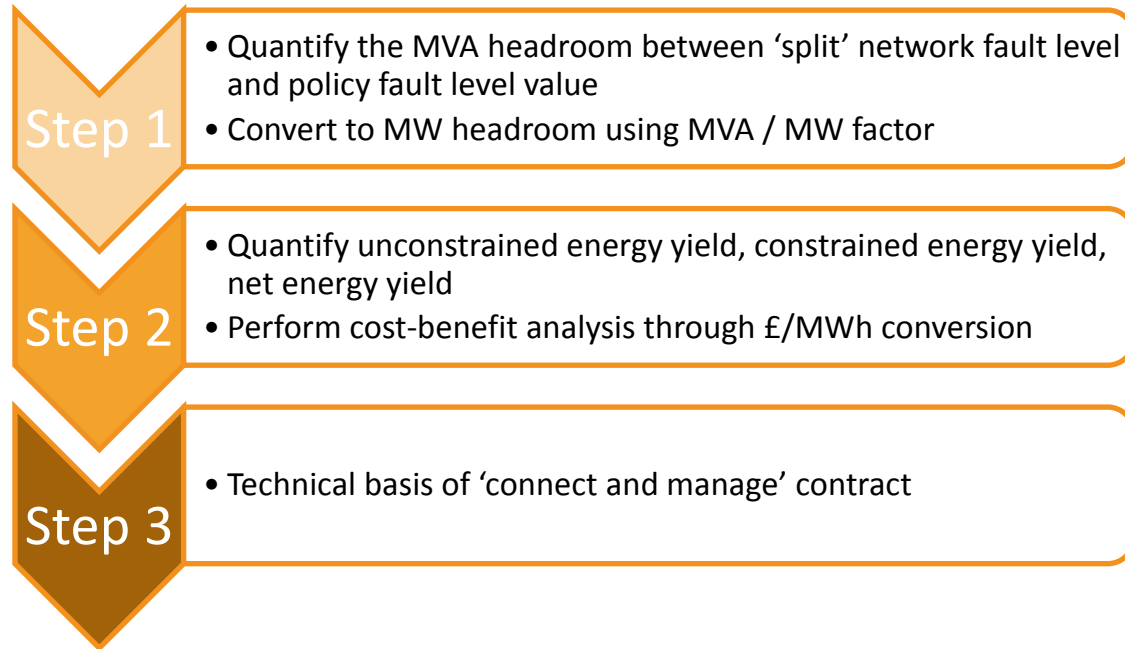 Step 1
• Quantify the MVA headroom between ‘split’ network fault level
and policy fault level value
• Convert to MW headroom using MVA / MW factor
Step 2
• Quantify unconstrained energy yield, constrained energy yield,
net energy yield
• Perform cost-benefit analysis through £/MWh conversion
Step 3
• Technical basis of ‘connect and manage’ contract